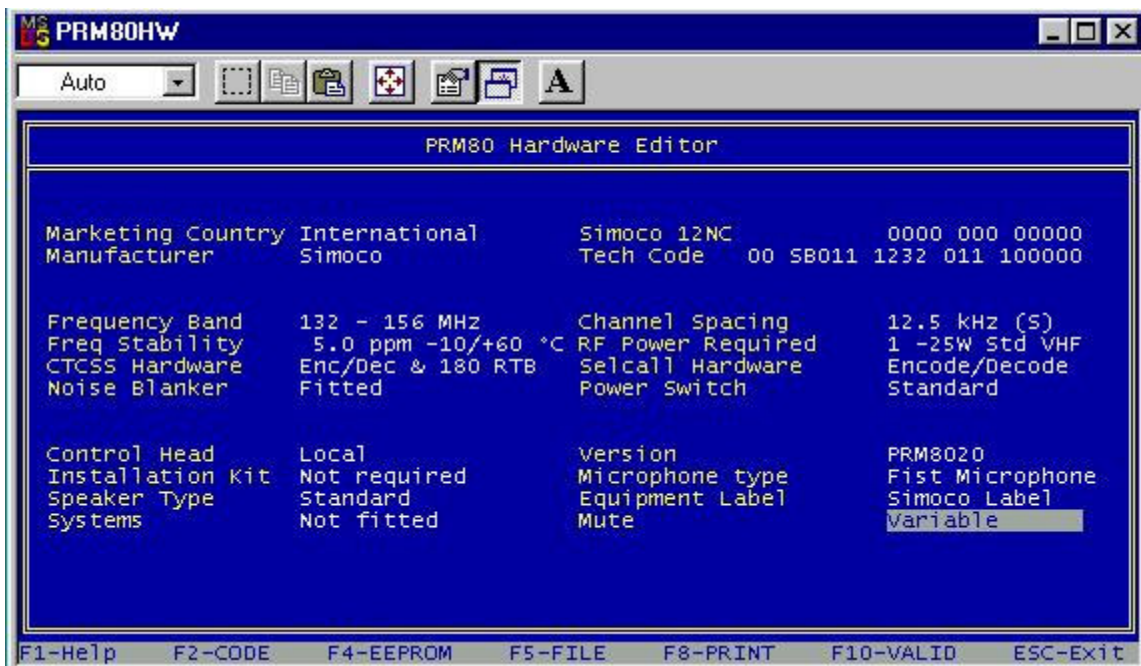 PRM80HW
Auto
A
PRM80 Hardware Editor
Marketing Country International Simoco 12NC 0000 000 00000
Manufacturer Simoco Tech Code 00 SB011 1232 011 100000
Frequency Band 132 - 156 MHz Channel Spacing 12.5 kHz (S)
Freq Stability 5.0 ppm -10/+60 °C RF Power Required 1 -25W Std VHF
CTCSS Hardware Enc/Dec & 180 RTB Selcall Hardware Encode/Decode
Noise Blanker Fitted Power Switch Standard
Control Head Local Version PRM8020
Installation Kit Not required Microphone type Fist Microphone
Speaker Type Standard Equipment Label Simoco Label
Systems Not fitted Mute Variable
F1-Help F2-CODE F4-EEPROM F5-FILE F8-PRINT F10-VALID ESC-Exit